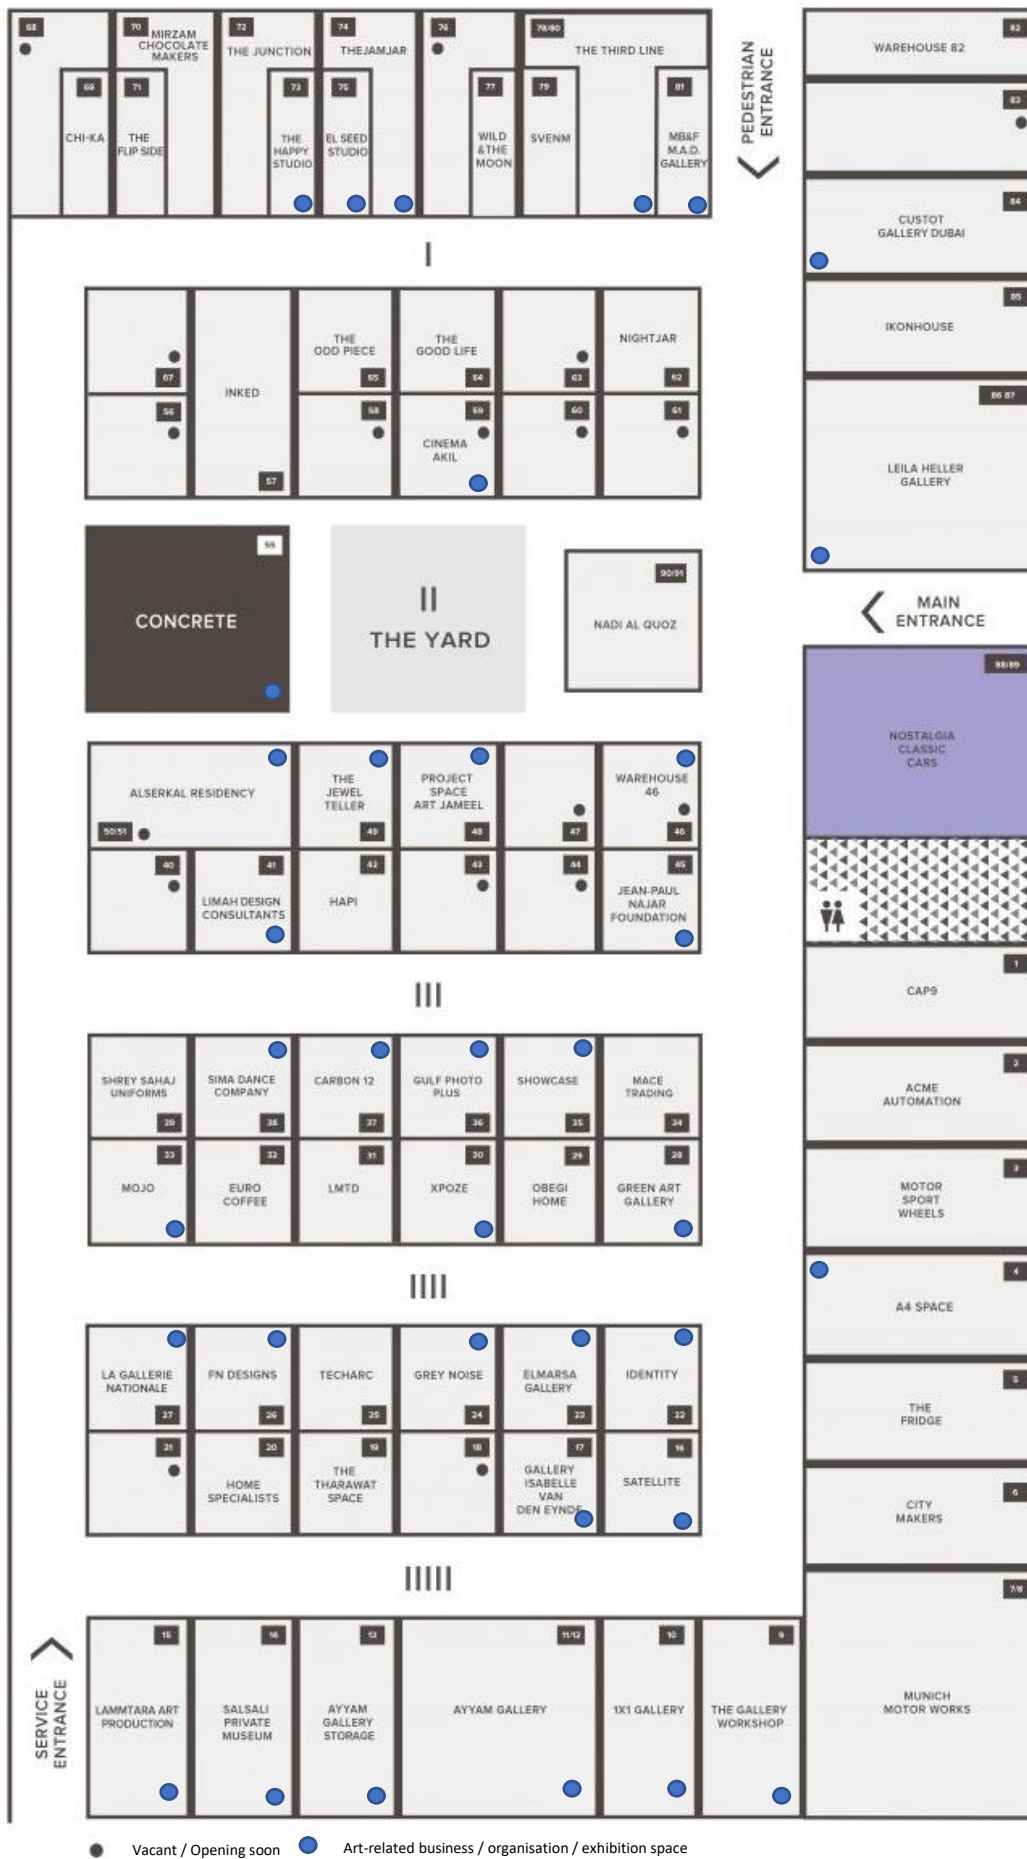 68
70
MIRZAM
CHOCOLATE
MAKERS
72
THE JUNCTION
74
THEJAMJAR
76
78/80
THE THIRD LINE
69
CHI-KA
71
THE
FLIP SIDE
73
THE
HAPPY
STUDIO
75
EL SEED
STUDIO
77
WILD
&THE
MOON
79
SVENM
81
MB&F
M.A.D.
GALLERY
PEDESTRIAN
ENTRANCE
82
WAREHOUSE 82
83
84
CUSTOT
GALLERY DUBAI
85
IKONHOUSE
86 87
LEILA HELLER
GALLERY
I
67
INKED
57
THE
ODD PIECE
65
THE
GOOD LIFE
64
63
NIGHTJAR
62
56
58
59
CINEMA
AKIL
60
61
55
CONCRETE
II
THE YARD
90/91
NADI AL QUOZ
MAIN
ENTRANCE
88/89
NOSTALGIA
CLASSIC
CARS
ALSERKAL RESIDENCY
50/51
THE
JEWEL
TELLER
49
PROJECT
SPACE
ART JAMEEL
48
47
WAREHOUSE
46
46
40
41
LIMAH DESIGN
CONSULTANTS
42
HAPI
43
44
45
JEAN-PAUL
NAJAR
FOUNDATION
III
1
CAP9
2
ACME
AUTOMATION
3
MOTOR
SPORT
WHEELS
4
A4 SPACE
5
THE
FRIDGE
6
CITY
MAKERS
7/8
MUNICH
MOTOR WORKS
SHREY SAHAJ
UNIFORMS
39
SIMA DANCE
COMPANY
38
CARBON 12
37
GULF PHOTO
PLUS
36
SHOWCASE
35
MACE
TRADING
34
33
MOJO
32
EURO
COFFEE
31
LMTD
30
XPOZE
29
OBEGI
HOME
28
GREEN ART
GALLERY
IIII
LA GALLERIE
NATIONALE
27
FN DESIGNS
26
TECHARC
25
GREY NOISE
24
ELMARSA
GALLERY
23
IDENTITY
22
21
20
HOME
SPECIALISTS
19
THE
THARAWAT
SPACE
18
17
GALLERY
ISABELLE
VAN
DEN EYNDE
16
SATELLITE
IIIII
SERVICE
ENTRANCE
15
LAMMTARA ART
PRODUCTION
14
SALSALI
PRIVATE
MUSEUM
13
AYYAM
GALLERY
STORAGE
11/12
AYYAM GALLERY
10
1X1 GALLERY
9
THE GALLERY
WORKSHOP
Vacant / Opening soon
Art-related business / organisation / exhibition space